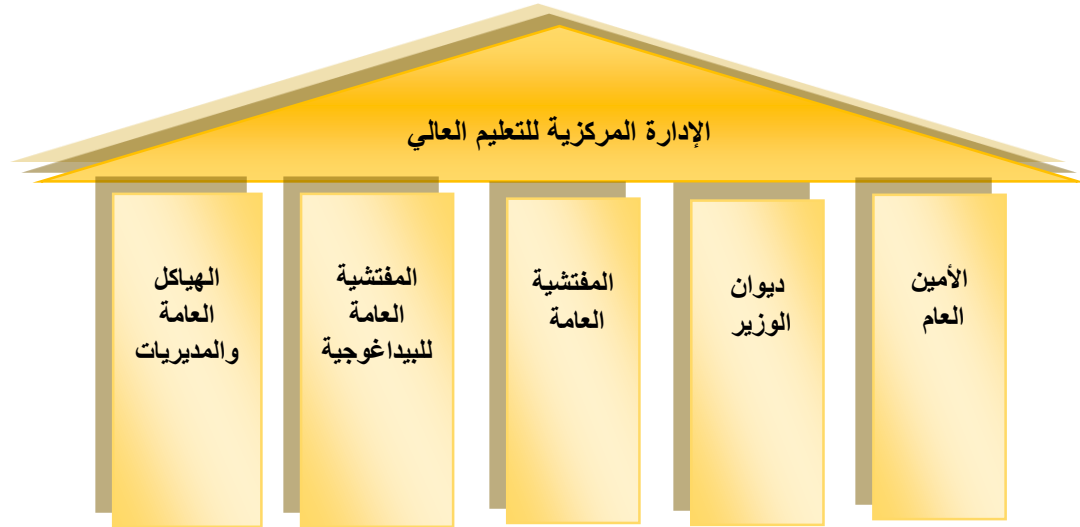 الإدارة المركزية للتعليم العالي
الأمين
العام
ديوان
الوزير
المفتشية
العامة
المفتشية
العامة
للبيداغوجية
الهياكل
العامة
والمديريات